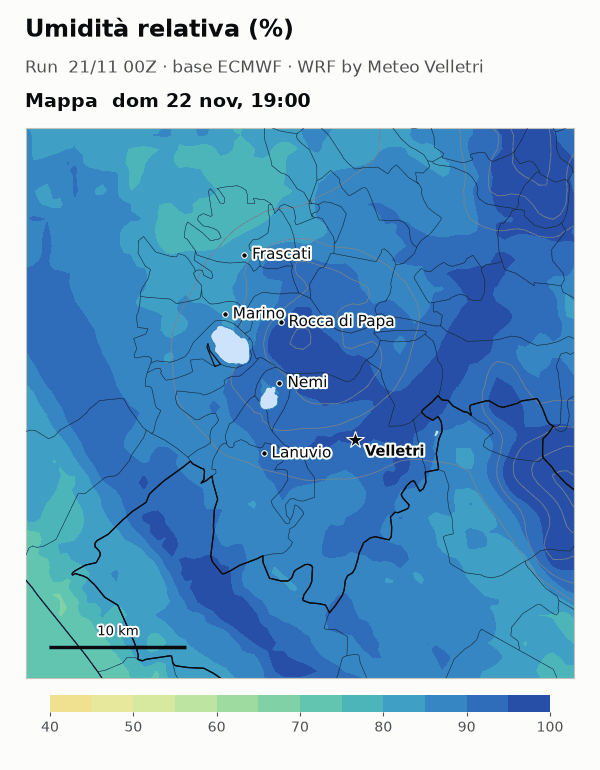 Umidità relativa (%)
Run  21/11 00Z · base ECMWF · WRF by Meteo Velletri
Mappa  dom 22 nov, 19:00
Frascati
Marino
Rocca di Papa
Nemi
Velletri
Lanuvio
10 km
40 50 60 70 80 90 100